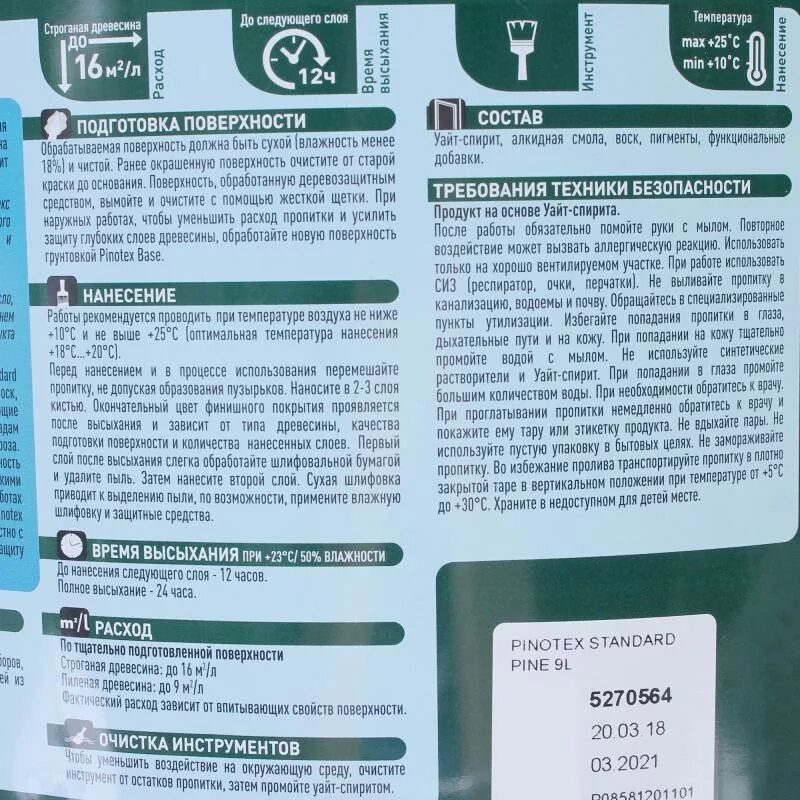 Строганая древесина
до
16 м²/л
Расход
До следующего слоя
12ч
Время
высыхания
Инструмент
Температура
max +25°C
min +10°C
Нанесение
ПОДГОТОВКА ПОВЕРХНОСТИ
Обрабатываемая поверхность должна быть сухой (влажность менее
18%) и чистой. Ранее окрашенную поверхность очистите от старой
краски до основания. Поверхность, обработанную деревозащитным
средством, вымойте и очистите с помощью жесткой щетки. При
наружных работах, чтобы уменьшить расход пропитки и усилить
защиту глубоких слоев древесины, обработайте новую поверхность
грунтовкой Pinotex Base.
НАНЕСЕНИЕ
Работы рекомендуется проводить при температуре воздуха не ниже
+10°C и не выше +25°C (оптимальная температура нанесения
+18°C...+20°C).
Перед нанесением и в процессе использования перемешайте
пропитку, не допуская образования пузырьков. Наносите в 2-3 слоя
кистью. Окончательный цвет финишного покрытия проявляется
после высыхания и зависит от типа древесины, качества
подготовки поверхности и количества нанесенных слоев. Первый
слой после высыхания слегка обработайте шлифовальной бумагой
и удалите пыль. Затем нанесите второй слой. Сухая шлифовка
приводит к выделению пыли, по возможности, примените влажную
шлифовку и защитные средства.
ВРЕМЯ ВЫСЫХАНИЯ ПРИ +23°C/ 50% ВЛАЖНОСТИ
До нанесения следующего слоя - 12 часов.
Полное высыхание - 24 часа.
m²/l РАСХОД
По тщательно подготовленной поверхности
Строганая древесина: до 16 м²/л
Пиленая древесина: до 9 м²/л
Фактический расход зависит от впитывающих свойств поверхности.
ОЧИСТКА ИНСТРУМЕНТОВ
Чтобы уменьшить воздействие на окружающую среду, очистите
инструмент от остатков пропитки, затем промойте уайт-спиритом.
СОСТАВ
Уайт-спирит, алкидная смола, воск, пигменты, функциональные
добавки.
ТРЕБОВАНИЯ ТЕХНИКИ БЕЗОПАСНОСТИ
Продукт на основе Уайт-спирита.
После работы обязательно помойте руки с мылом. Повторное
воздействие может вызвать аллергическую реакцию. Использовать
только на хорошо вентилируемом участке. При работе использовать
СИЗ (респиратор, очки, перчатки). Не выливайте пропитку в
канализацию, водоемы и почву. Обращайтесь в специализированные
пункты утилизации. Избегайте попадания пропитки в глаза,
дыхательные пути и на кожу. При попадании на кожу тщательно
промойте водой с мылом. Не используйте синтетические
растворители и Уайт-спирит. При попадании в глаза промойте
большим количеством воды. При необходимости обратитесь к врачу.
При проглатывании пропитки немедленно обратитесь к врачу и
покажите ему тару или этикетку продукта. Не вдыхайте пары. Не
используйте пустую упаковку в бытовых целях. Не замораживайте
пропитку. Во избежание пролива транспортируйте пропитку в плотно
закрытой таре в вертикальном положении при температуре от +5°C
до +30°C. Храните в недоступном для детей месте.
PINOTEX STANDARD
PINE 9L
5270564
20.03.18
03.2021
P08581201101